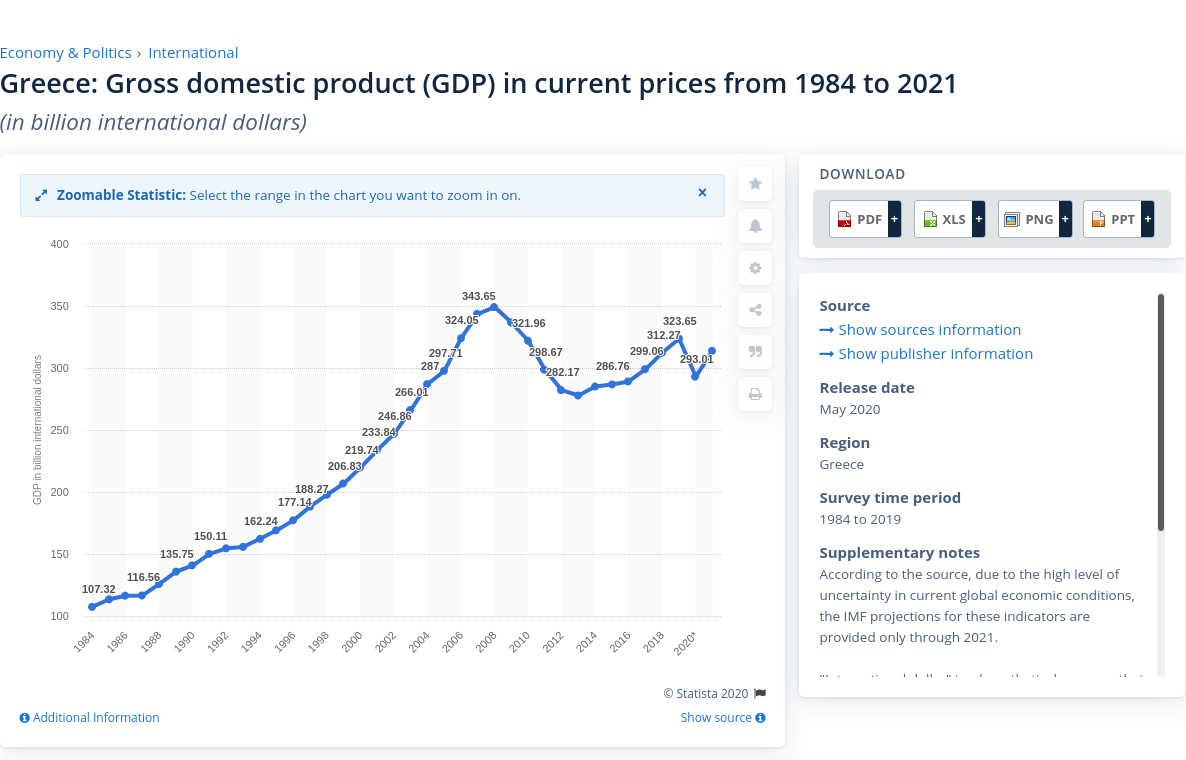 Economy & Politics › International
Greece: Gross domestic product (GDP) in current prices from 1984 to 2021
(in billion international dollars)
Zoomable Statistic: Select the range in the chart you want to zoom in on.
×
400
350
300
250
200
150
100
GDP in billion international dollars
107.32
116.56
135.75
150.11
162.24
177.14
188.27
206.83
219.74
233.84
246.86
266.01
287
297.71
324.05
343.65
321.96
298.67
282.17
286.76
299.06
312.27
323.65
293.01
1984
1986
1988
1990
1992
1994
1996
1998
2000
2002
2004
2006
2008
2010
2012
2014
2016
2018
2020*
© Statista 2020
Additional Information
Show source
DOWNLOAD
PDF + XLS + PNG + PPT +
Source
Show sources information
Show publisher information
Release date
May 2020
Region
Greece
Survey time period
1984 to 2019
Supplementary notes
According to the source, due to the high level of
uncertainty in current global economic conditions,
the IMF projections for these indicators are
provided only through 2021.